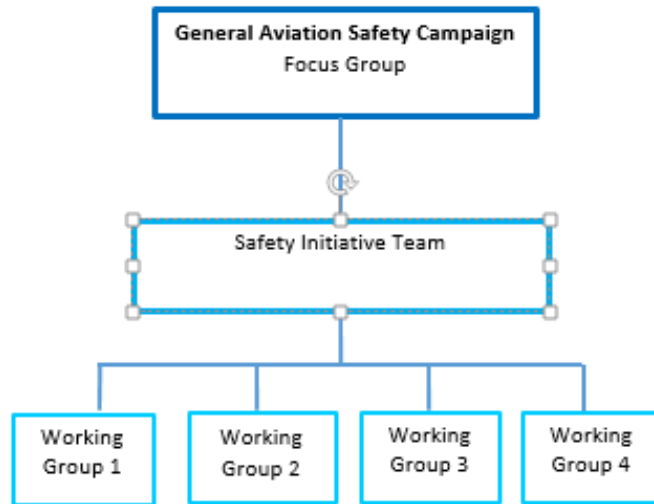 General Aviation Safety Campaign
Focus Group
Safety Initiative Team
Working
Group 1
Working
Group 2
Working
Group 3
Working
Group 4